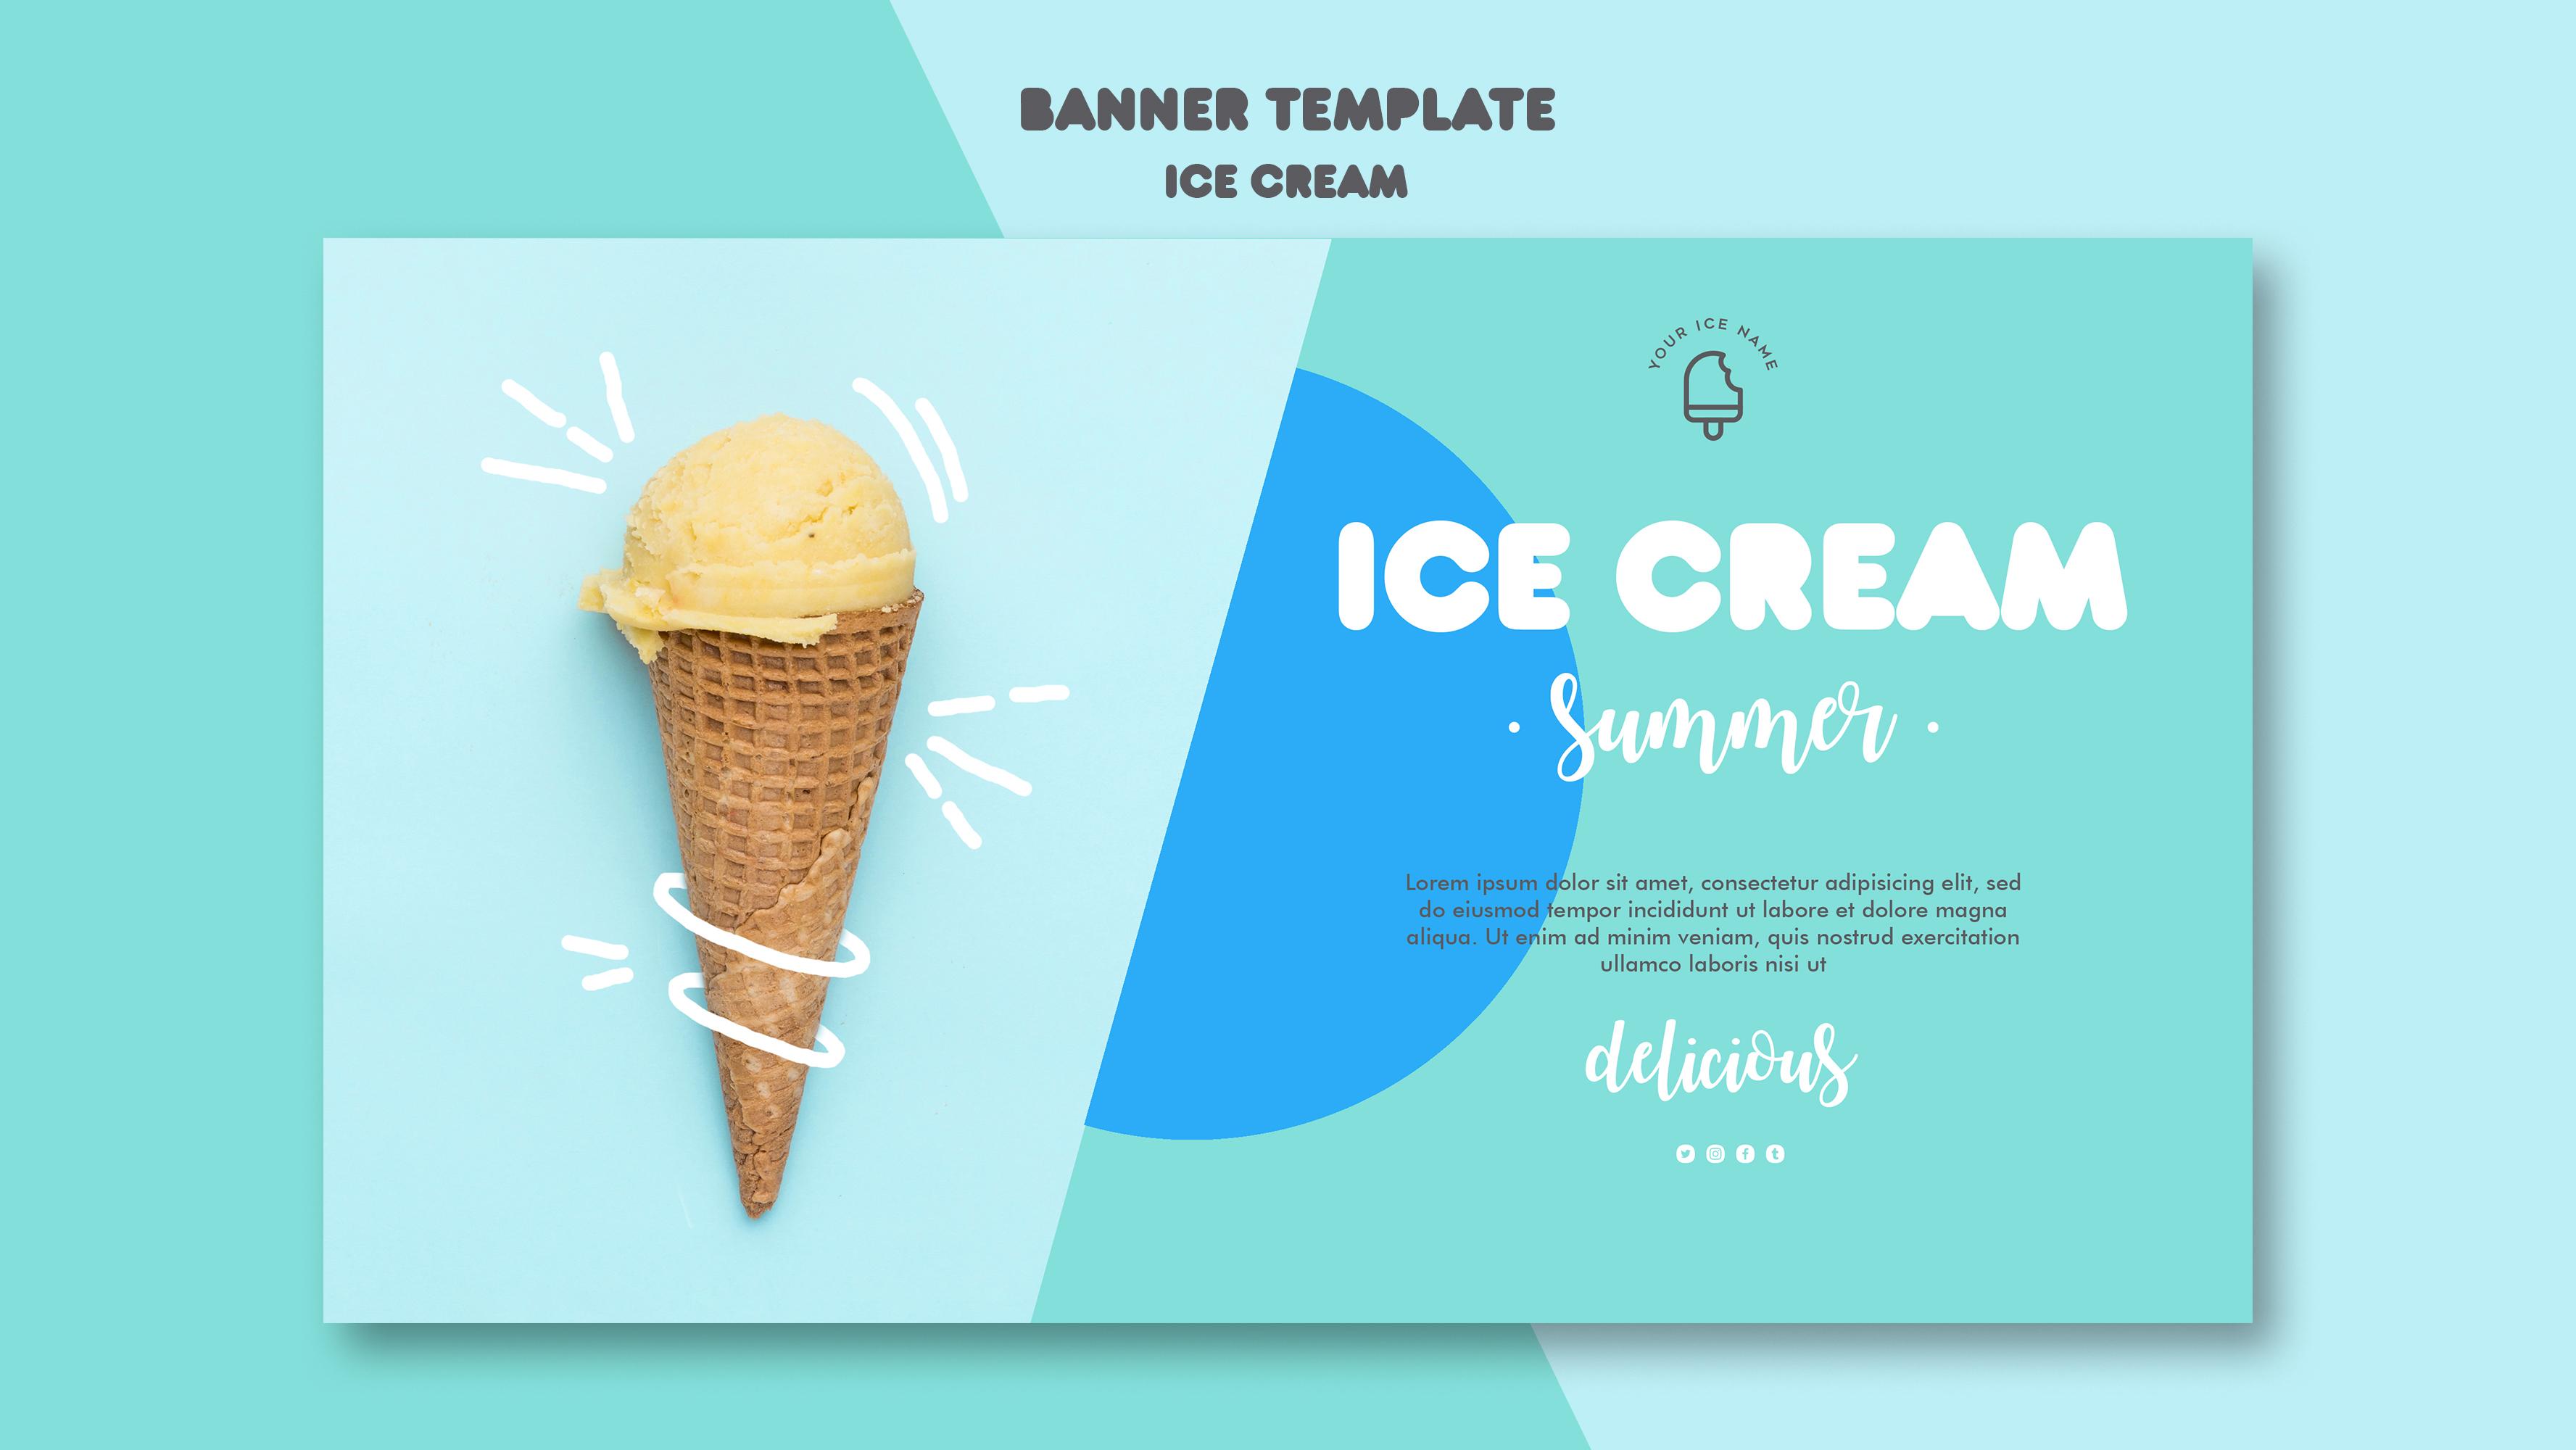 BANNER TEMPLATE
ICE CREAM
YOUR ICE NAME
ICE CREAM
· Summer ·
Lorem ipsum dolor sit amet, consectetur adipisicing elit, sed
do eiusmod tempor incididunt ut labore et dolore magna
aliqua. Ut enim ad minim veniam, quis nostrud exercitation
ullamco laboris nisi ut
delicious